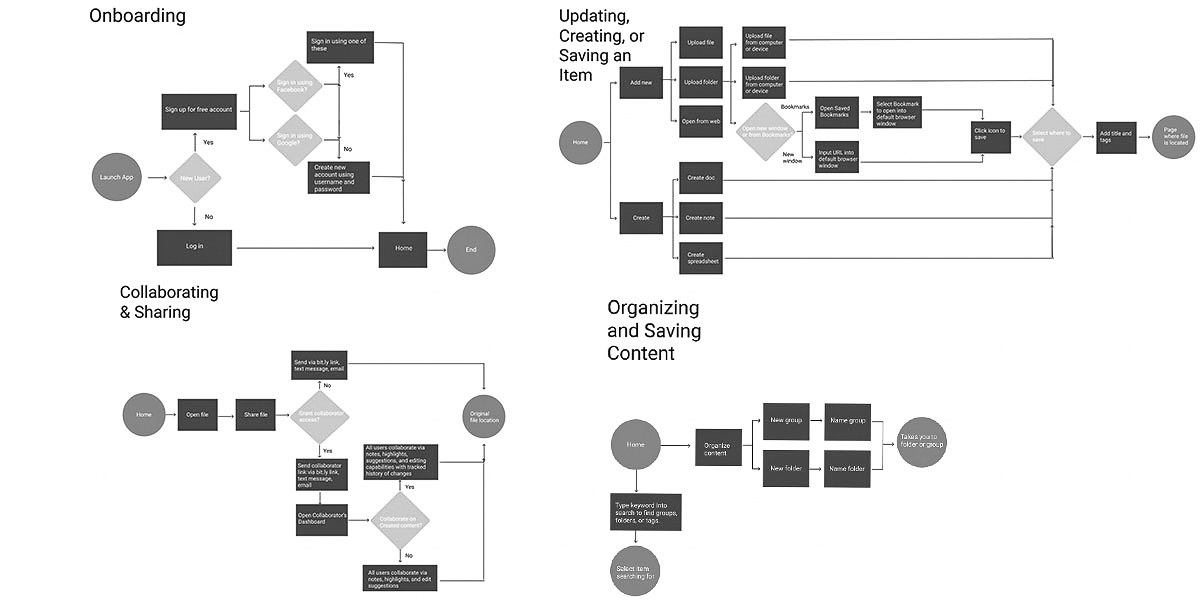 Onboarding
Sign in using one of
these
Yes
Sign in using
Facebook?
Sign up for free account
Sign in using
Google?
Yes
No
Launch App
New User?
Create new
account using
username and
password
No
Log in
Home
End
Updating,
Creating, or
Saving an
Item
Upload file
Upload file
from computer
or device
Add new
Upload folder
Upload folder
from computer
or device
Bookmarks
Open Saved
Bookmarks
Select Bookmark
to open into
default browser
window
Open from web
Open new window
or from Bookmarks?
Click icon to
save
Select where to
save
Add title and
tags
Page
where file
is located
Home
New
window
Input URL into
default browser
window
Create doc
Create
Create note
Create
spreadsheet
Collaborating
& Sharing
Send via bit.ly link,
text message, email
No
Home
Open file
Share file
Grant collaborator
access?
Original
file location
Yes
Send collaborator
link via bit.ly link,
text message,
email
All users collaborate via
notes, highlights,
suggestions, and editing
capabilities with tracked
history of changes
Yes
Open Collaborator's
Dashboard
Collaborate on
Created content?
No
All users collaborate via
notes, highlights, and edit
suggestions
Organizing
and Saving
Content
Home
Organize
content
New group
Name group
Takes you to
folder or group
New folder
Name folder
Type keyword into
search to find groups,
folders, or tags.
Select item
searching for